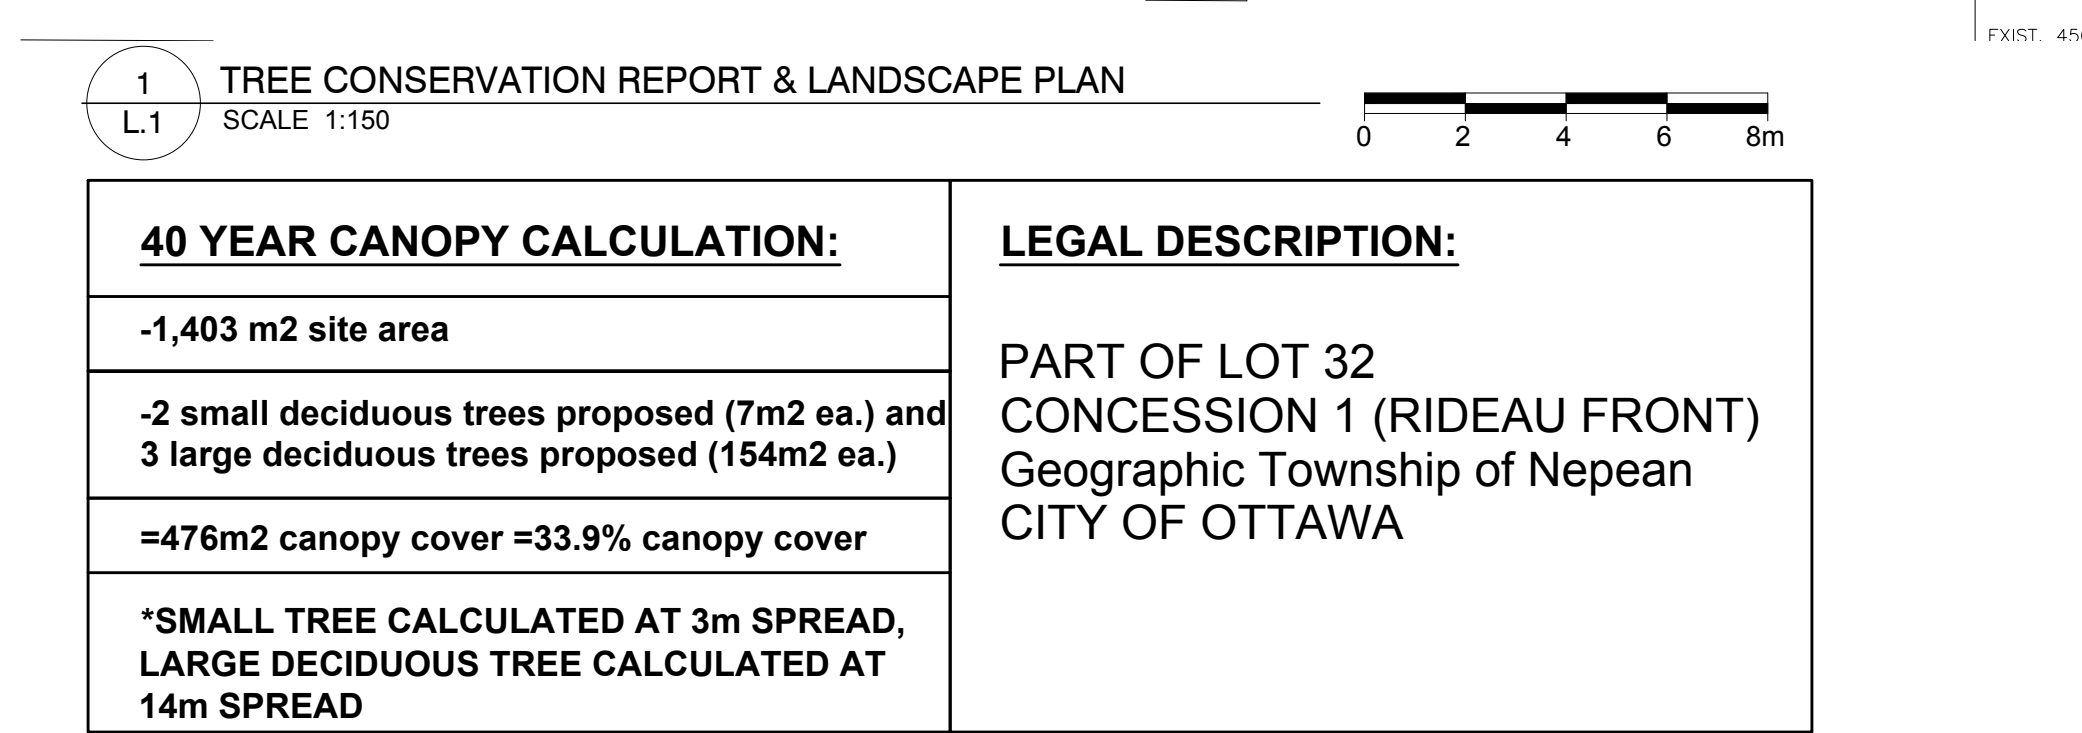 EXIST. 45
1
L.1
TREE CONSERVATION REPORT & LANDSCAPE PLAN
SCALE 1:150
0 2 4 6 8m
40 YEAR CANOPY CALCULATION:
-1,403 m2 site area
-2 small deciduous trees proposed (7m2 ea.) and
3 large deciduous trees proposed (154m2 ea.)
=476m2 canopy cover =33.9% canopy cover
*SMALL TREE CALCULATED AT 3m SPREAD,
LARGE DECIDUOUS TREE CALCULATED AT
14m SPREAD
LEGAL DESCRIPTION:
PART OF LOT 32
CONCESSION 1 (RIDEAU FRONT)
Geographic Township of Nepean
CITY OF OTTAWA